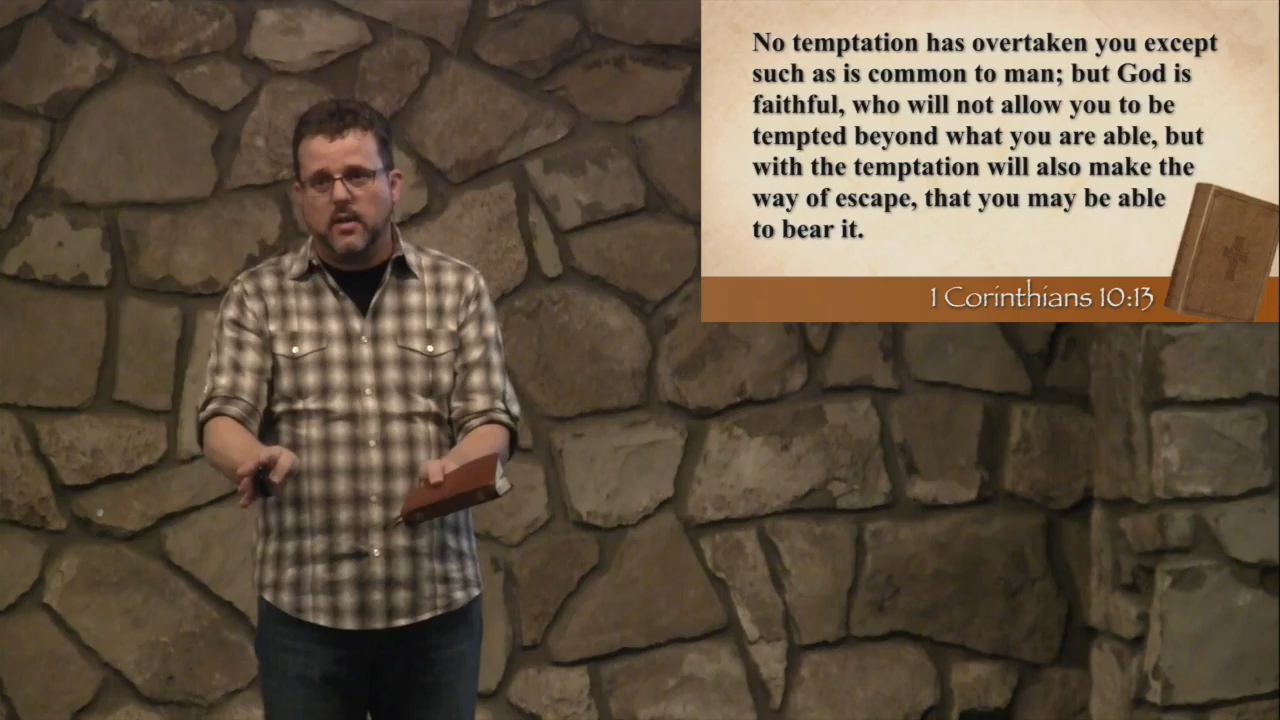 No temptation has overtaken you except
such as is common to man; but God is
faithful, who will not allow you to be
tempted beyond what you are able, but
with the temptation will also make the
way of escape, that you may be able
to bear it.
1 Corinthians 10:13